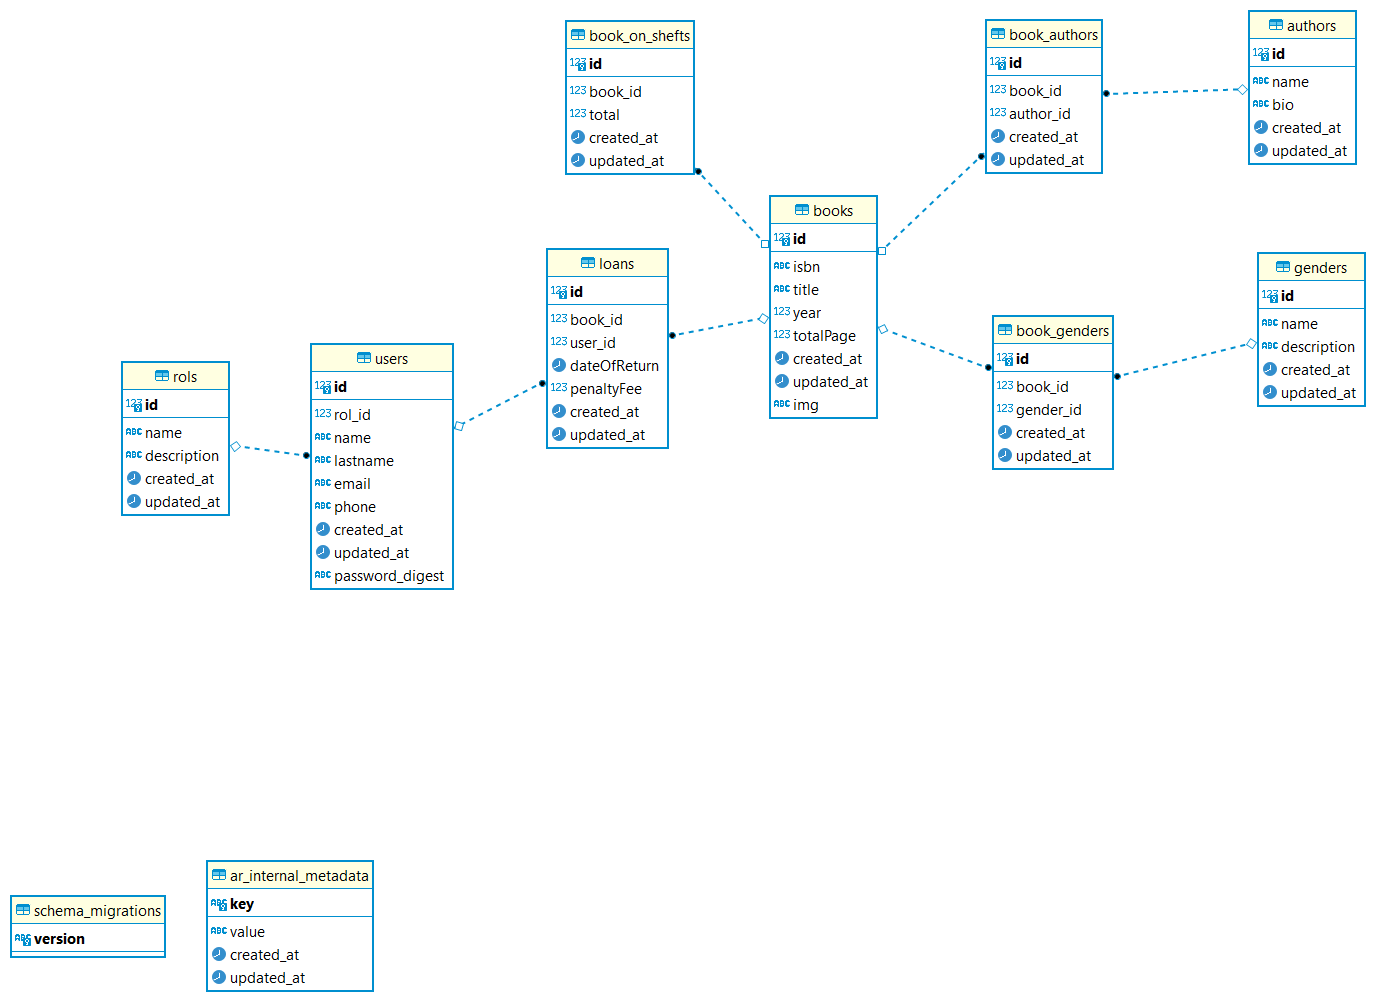 book_on_shefts
id
book_id
total
created_at
updated_at
book_authors
id
book_id
author_id
created_at
updated_at
authors
id
name
bio
created_at
updated_at
books
id
isbn
title
year
totalPage
created_at
updated_at
img
loans
id
book_id
user_id
dateOfReturn
penaltyFee
created_at
updated_at
genders
id
name
description
created_at
updated_at
book_genders
id
book_id
gender_id
created_at
updated_at
users
id
rol_id
name
lastname
email
phone
created_at
updated_at
password_digest
rols
id
name
description
created_at
updated_at
ar_internal_metadata
key
value
created_at
updated_at
schema_migrations
version